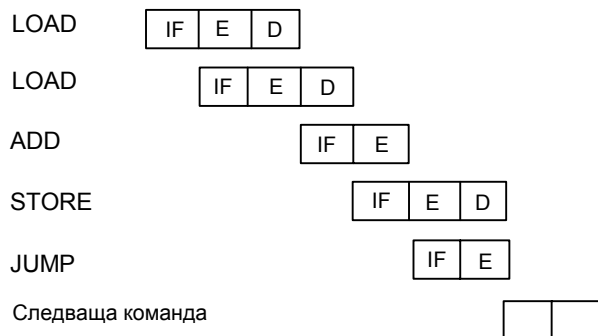 LOAD IF E D
LOAD IF E D
ADD IF E
STORE IF E D
JUMP IF E
Следваща команда